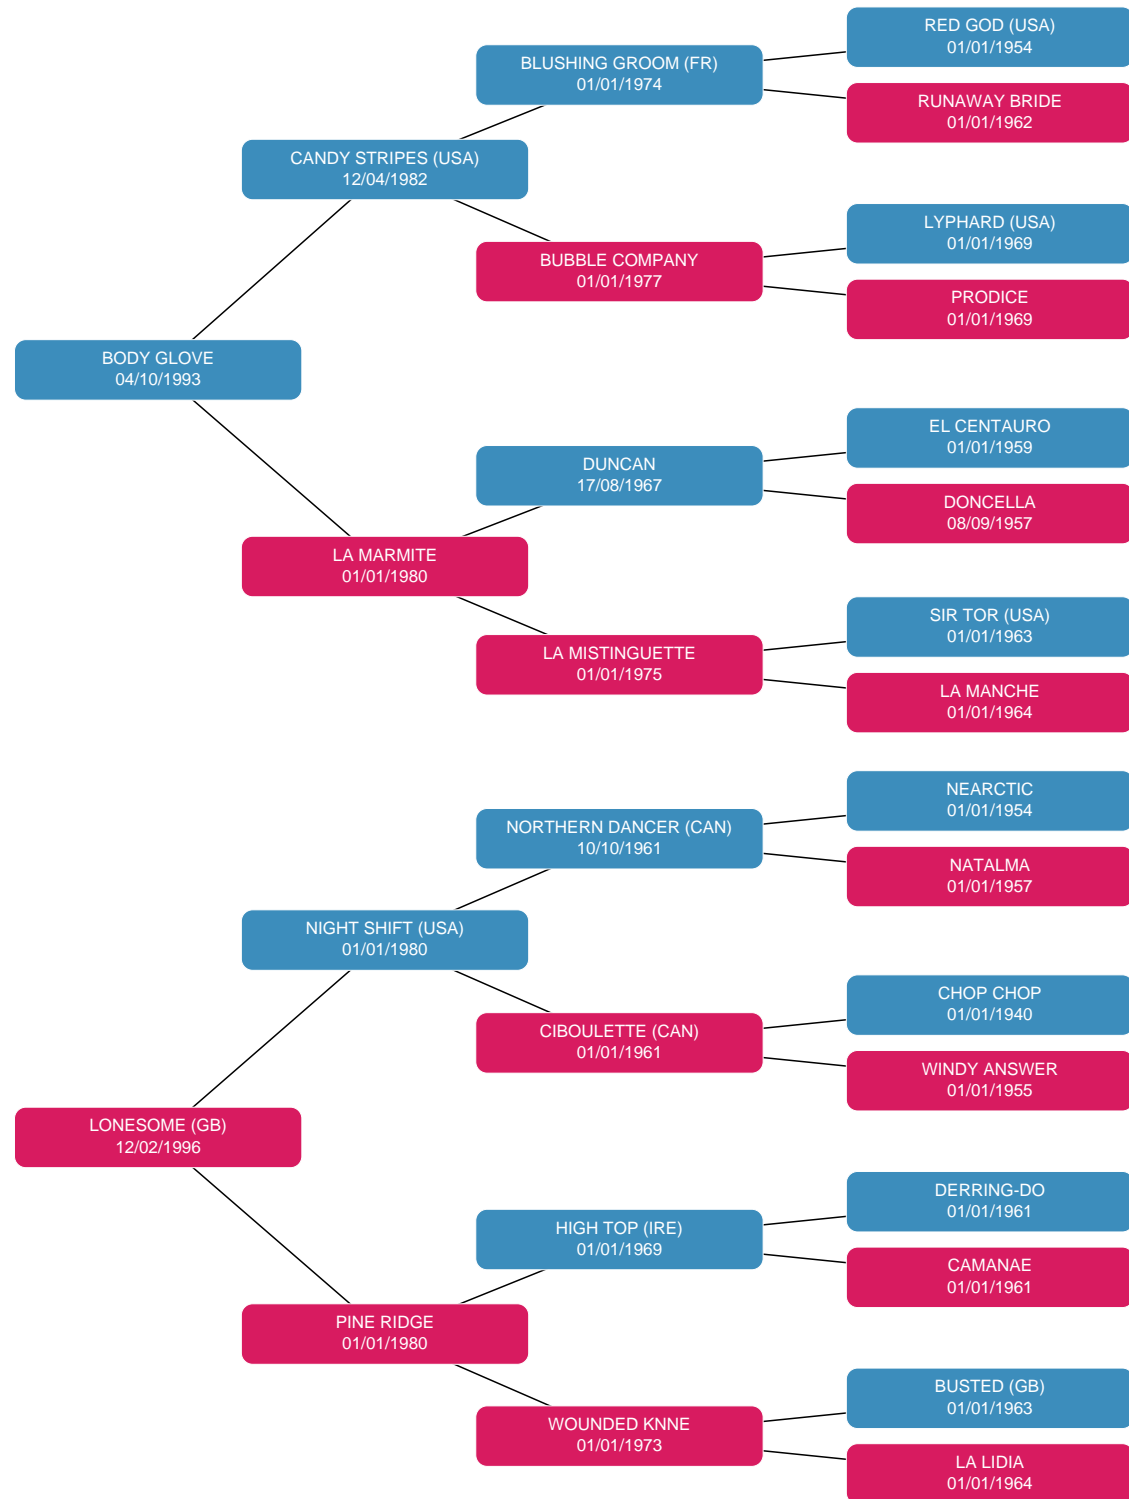 RED GOD (USA)
01/01/1954
BLUSHING GROOM (FR)
01/01/1974
RUNAWAY BRIDE
01/01/1962
CANDY STRIPES (USA)
12/04/1982
LYPHARD (USA)
01/01/1969
BUBBLE COMPANY
01/01/1977
PRODICE
01/01/1969
BODY GLOVE
04/10/1993
EL CENTAURO
01/01/1959
DUNCAN
17/08/1967
DONCELLA
08/09/1957
LA MARMITE
01/01/1980
SIR TOR (USA)
01/01/1963
LA MISTINGUETTE
01/01/1975
LA MANCHE
01/01/1964
NEARCTIC
01/01/1954
NORTHERN DANCER (CAN)
10/10/1961
NATALMA
01/01/1957
NIGHT SHIFT (USA)
01/01/1980
CHOP CHOP
01/01/1940
CIBOULETTE (CAN)
01/01/1961
WINDY ANSWER
01/01/1955
LONESOME (GB)
12/02/1996
DERRING-DO
01/01/1961
HIGH TOP (IRE)
01/01/1969
CAMANAE
01/01/1961
PINE RIDGE
01/01/1980
BUSTED (GB)
01/01/1963
WOUNDED KNNE
01/01/1973
LA LIDIA
01/01/1964